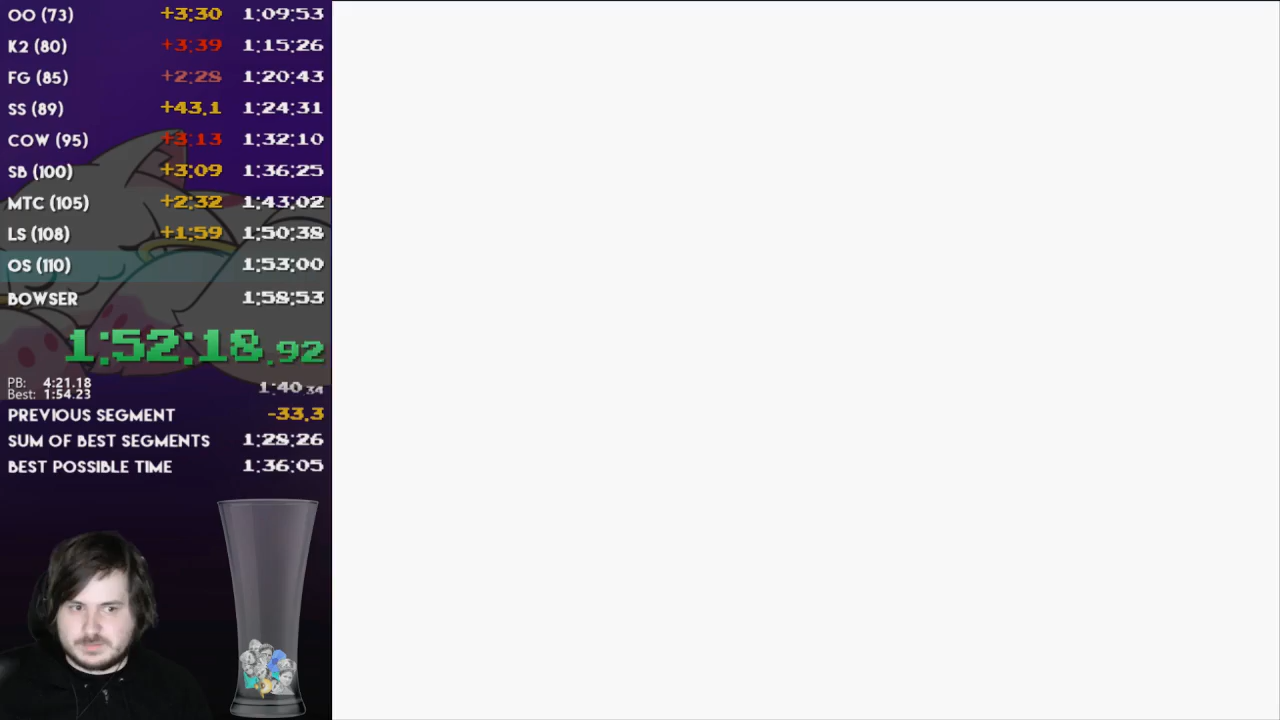 OO (73) +3:30 1:09:53
K2 (80) +3:39 1:15:26
FG (85) +2:28 1:20:43
SS (89) +43.1 1:24:31
COW (95) +3:13 1:32:10
SB (100) +3:09 1:36:25
MTC (105) +2:32 1:43:02
LS (108) +1:59 1:50:38
OS (110) 1:53:00
BOWSER 1:58:53
1:52:18.92
PB: 4:21.18
Best: 1:54.23 1:40.34
PREVIOUS SEGMENT -33.3
SUM OF BEST SEGMENTS 1:28:26
BEST POSSIBLE TIME 1:36:05